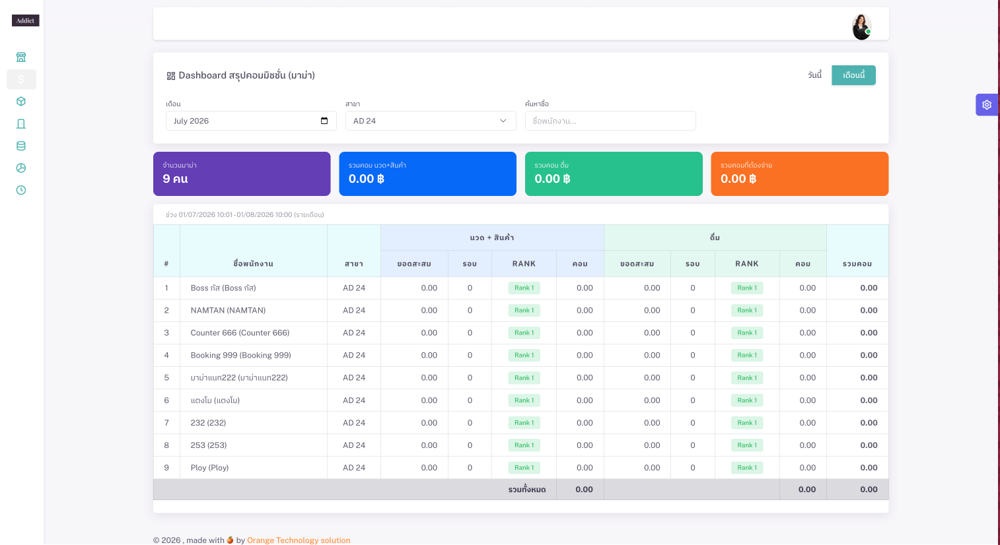 Addict
Dashboard สรุปคอมมิชชั่น (มาม่า)
วันนี้
เดือนนี้
เดือน
สาขา
ค้นหาชื่อ
July 2026
AD 24
ชื่อพนักงาน...
จำนวนมาม่า
9 คน
รวมคอม นวด+สินค้า
0.00 ฿
รวมคอม ดื่ม
0.00 ฿
รวมคอมที่ต้องจ่าย
0.00 ฿
ช่วง 01/07/2026 10:01 - 01/08/2026 10:00 (รายเดือน)
นวด + สินค้า ดื่ม
# ชื่อพนักงาน สาขา ยอดสะสม รอบ RANK คอม ยอดสะสม รอบ RANK คอม รวมคอม
1 Boss กัส (Boss กัส) AD 24 0.00 0 Rank 1 0.00 0.00 0 Rank 1 0.00 0.00
2 NAMTAN (NAMTAN) AD 24 0.00 0 Rank 1 0.00 0.00 0 Rank 1 0.00 0.00
3 Counter 666 (Counter 666) AD 24 0.00 0 Rank 1 0.00 0.00 0 Rank 1 0.00 0.00
4 Booking 999 (Booking 999) AD 24 0.00 0 Rank 1 0.00 0.00 0 Rank 1 0.00 0.00
5 มาม่าแนท222 (มาม่าแนท222) AD 24 0.00 0 Rank 1 0.00 0.00 0 Rank 1 0.00 0.00
6 แตงโม (แตงโม) AD 24 0.00 0 Rank 1 0.00 0.00 0 Rank 1 0.00 0.00
7 232 (232) AD 24 0.00 0 Rank 1 0.00 0.00 0 Rank 1 0.00 0.00
8 253 (253) AD 24 0.00 0 Rank 1 0.00 0.00 0 Rank 1 0.00 0.00
9 Ploy (Ploy) AD 24 0.00 0 Rank 1 0.00 0.00 0 Rank 1 0.00 0.00
รวมทั้งหมด 0.00 0.00 0.00
© 2026 , made with 🍊 by Orange Technology solution